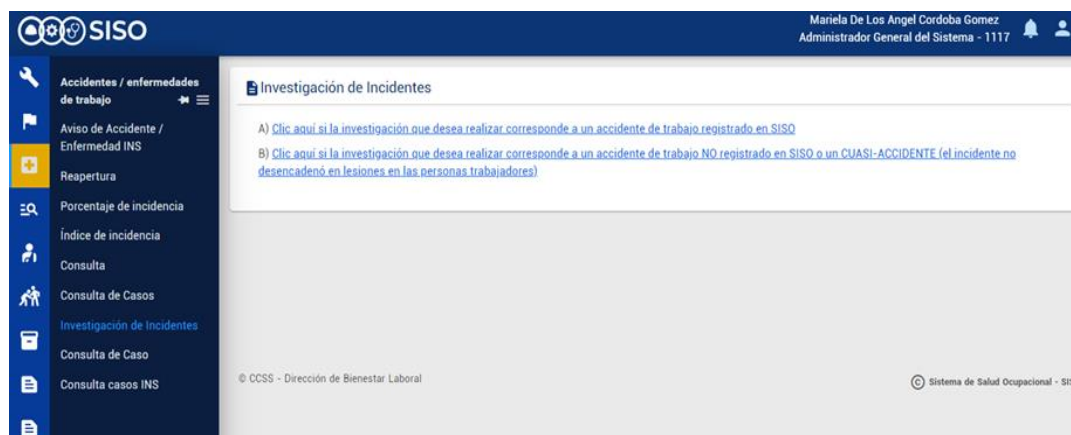 SISO
Mariela De Los Angel Cordoba Gomez
Administrador General del Sistema - 1117
Accidentes / enfermedades
de trabajo
Aviso de Accidente /
Enfermedad INS
Reapertura
Porcentaje de incidencia
Índice de incidencia
Consulta
Consulta de Casos
Investigación de Incidentes
Consulta de Caso
Consulta casos INS
Investigación de Incidentes
A) Clic aquí si la investigación que desea realizar corresponde a un accidente de trabajo registrado en SISO
B) Clic aquí si la investigación que desea realizar corresponde a un accidente de trabajo NO registrado en SISO o un CUASI-ACCIDENTE (el incidente no
desencadenó en lesiones en las personas trabajadores)
© CCSS - Dirección de Bienestar Laboral
© Sistema de Salud Ocupacional -